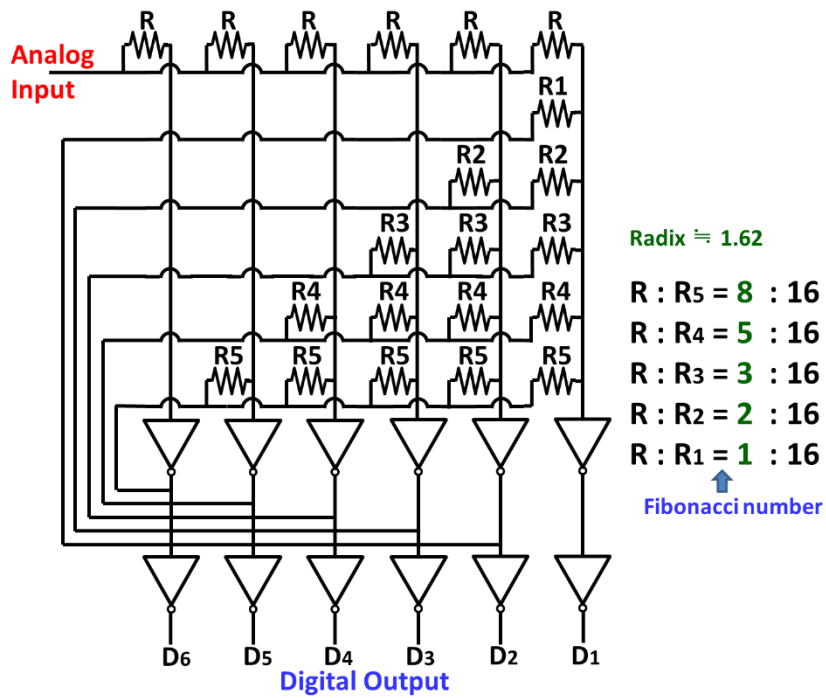 R R R R R R
Analog
Input
R1
R2 R2
R3 R3 R3
R4 R4 R4 R4
R5 R5 R5 R5 R5
Radix ≒ 1.62
R : R5 = 8 : 16
R : R4 = 5 : 16
R : R3 = 3 : 16
R : R2 = 2 : 16
R : R1 = 1 : 16
Fibonacci number
D6 D5 D4 D3 D2 D1
Digital Output